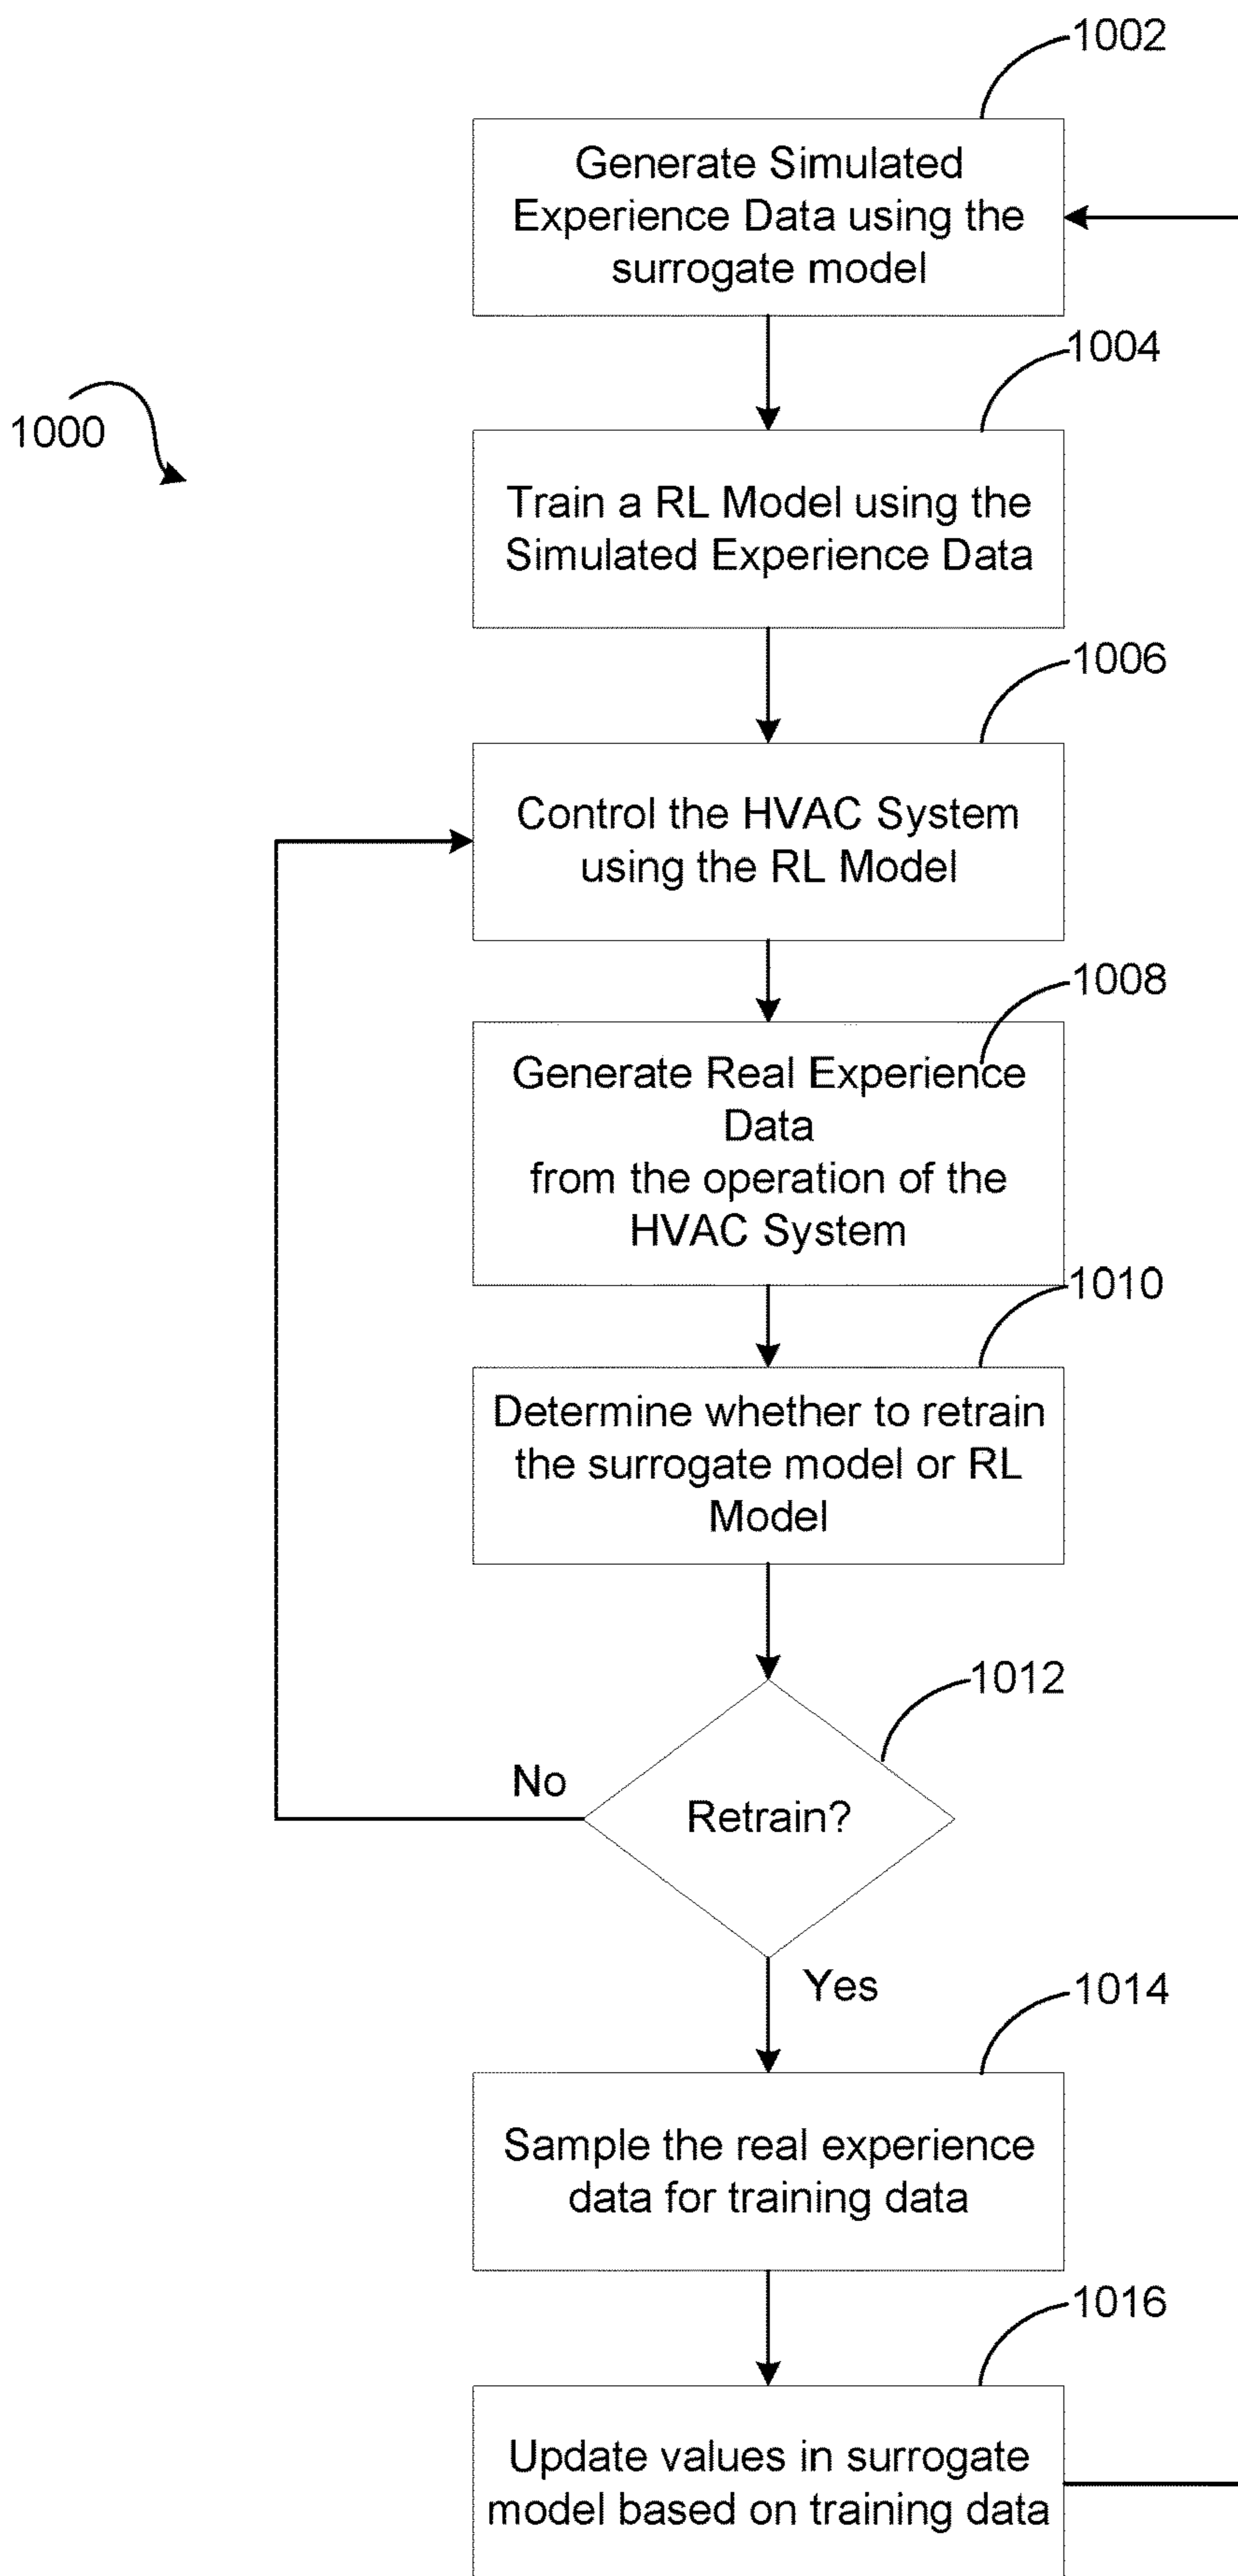 1002
Generate Simulated
Experience Data using the
surrogate model
1004
1000
Train a RL Model using the
Simulated Experience Data
1006
Control the HVAC System
using the RL Model
1008
Generate Real Experience
Data
from the operation of the
HVAC System
1010
Determine whether to retrain
the surrogate model or RL
Model
1012
No
Retrain?
Yes
1014
Sample the real experience
data for training data
1016
Update values in surrogate
model based on training data